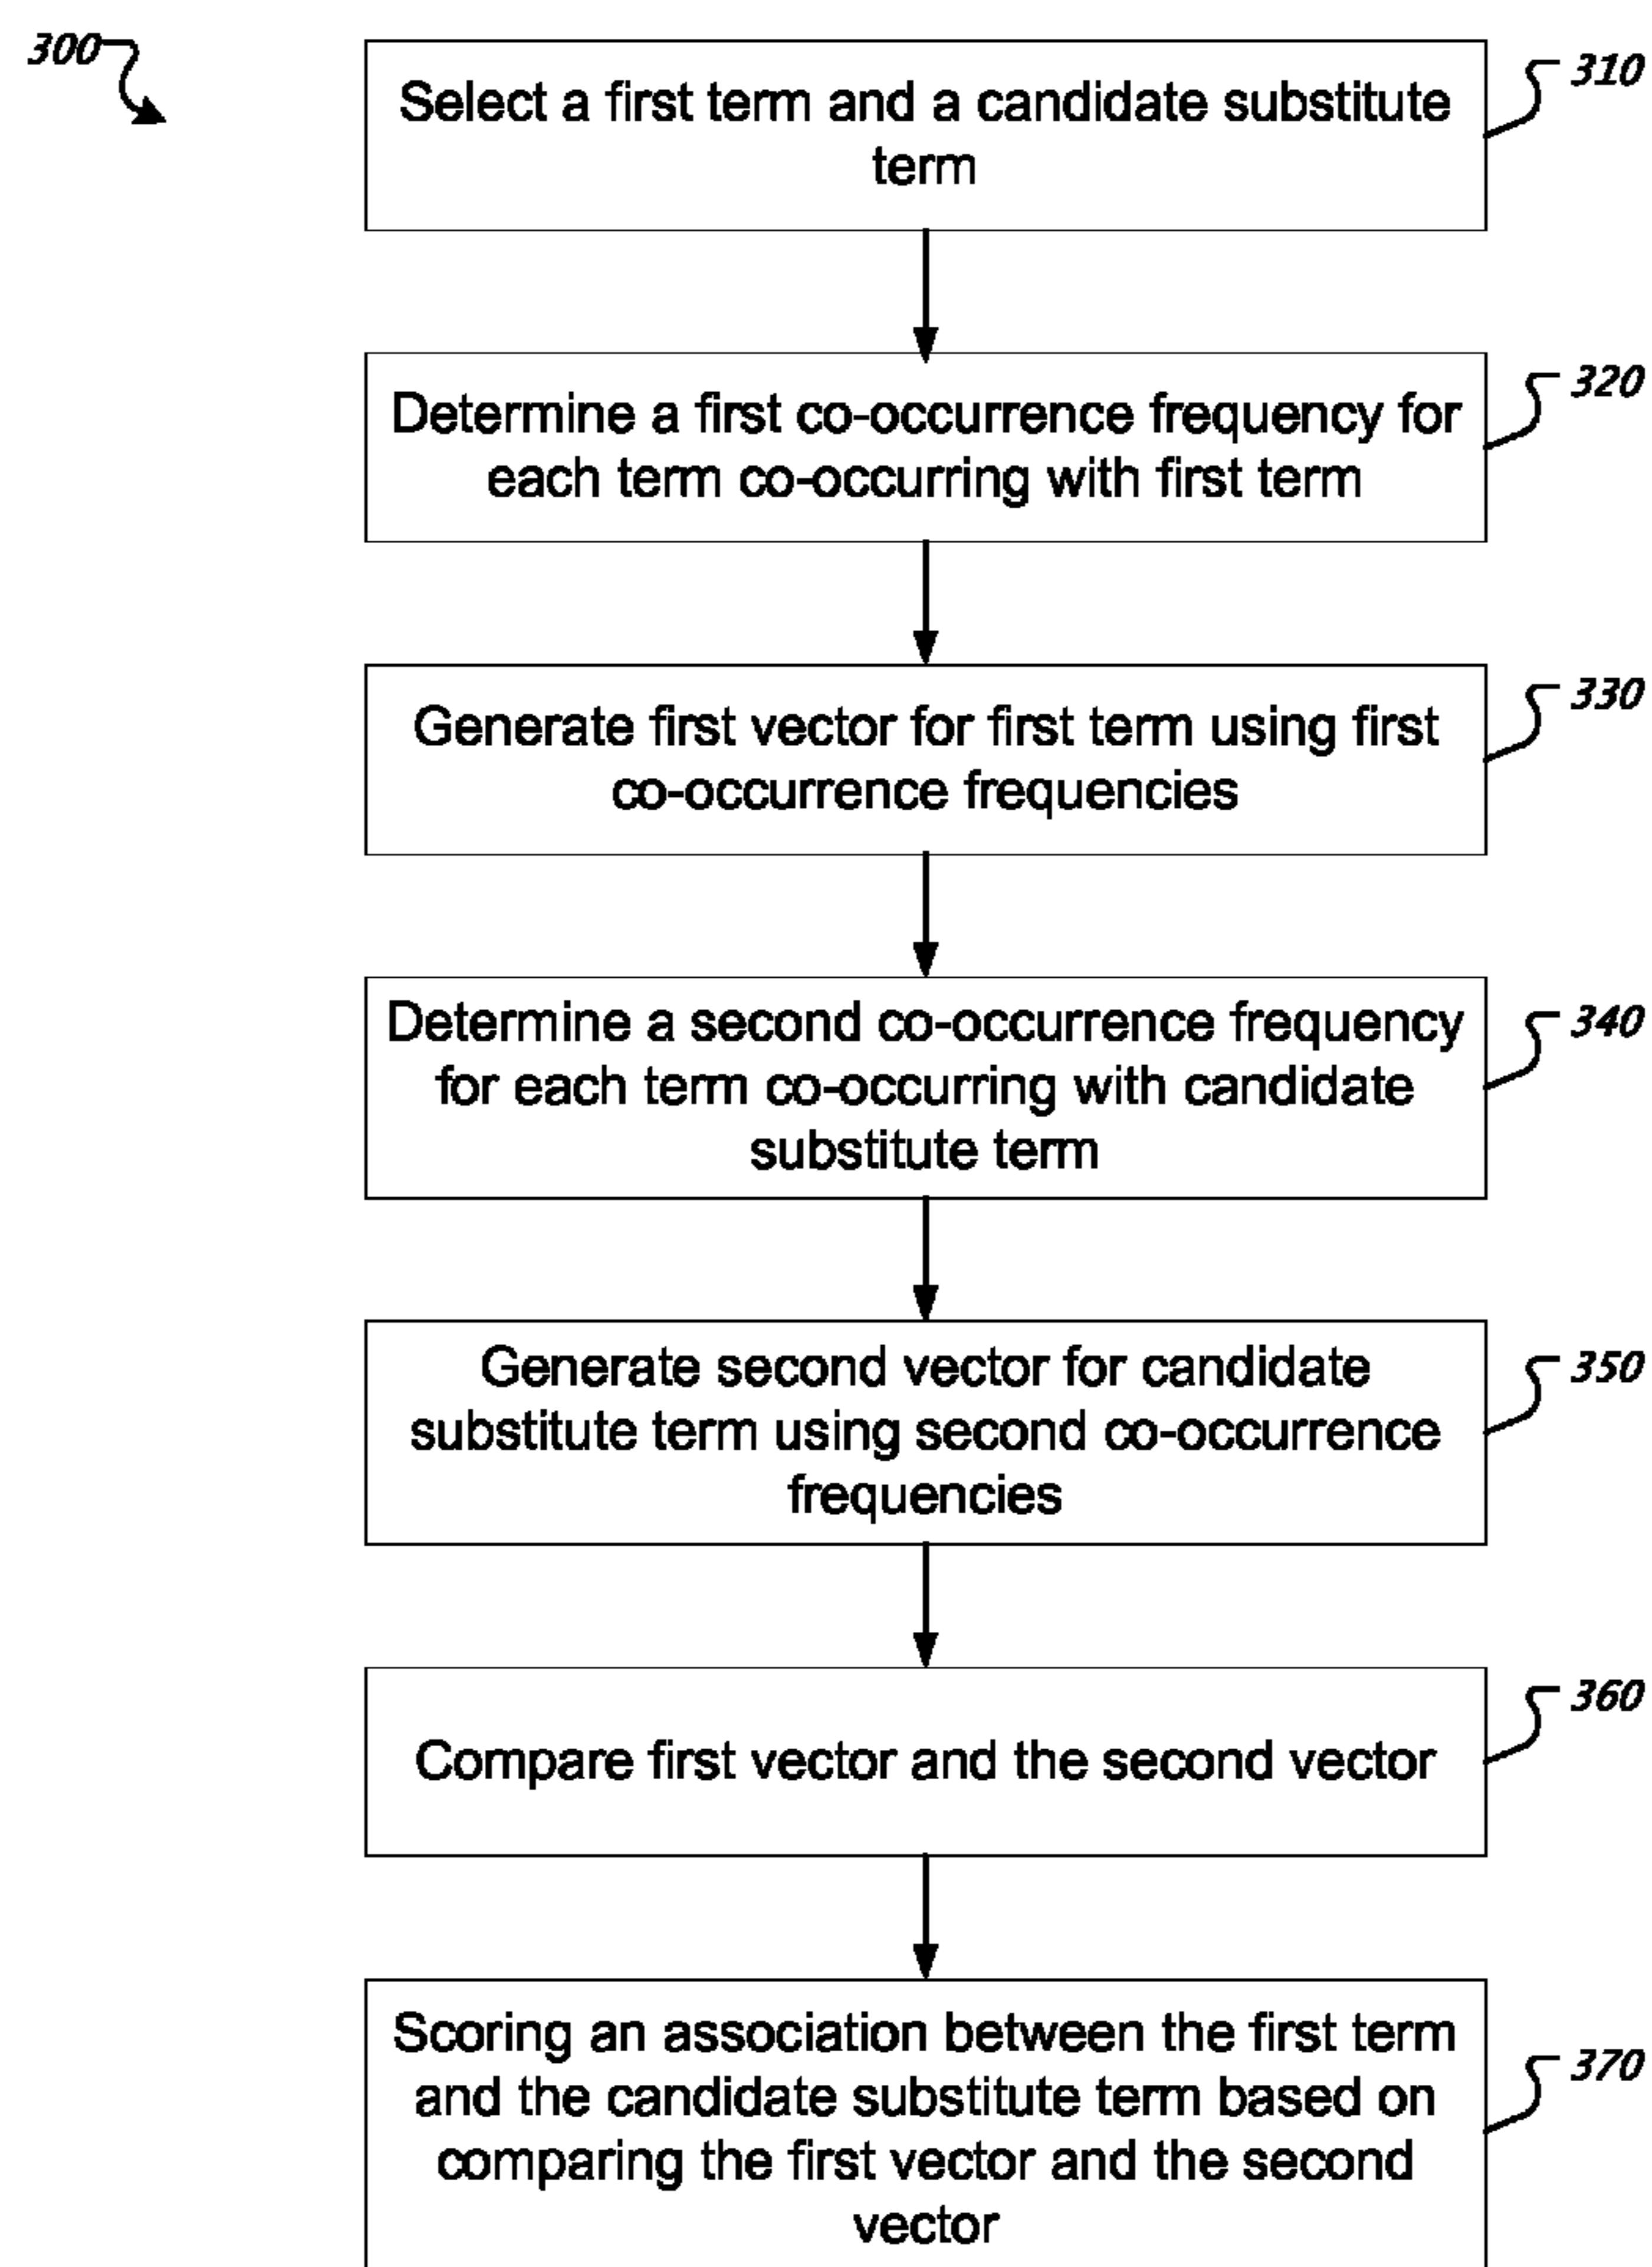 300
310
Select a first term and a candidate substitute
term
320
Determine a first co-occurrence frequency for
each term co-occurring with first term
330
Generate first vector for first term using first
co-occurrence frequencies
340
Determine a second co-occurrence frequency
for each term co-occurring with candidate
substitute term
350
Generate second vector for candidate
substitute term using second co-occurrence
frequencies
360
Compare first vector and the second vector
370
Scoring an association between the first term
and the candidate substitute term based on
comparing the first vector and the second
vector